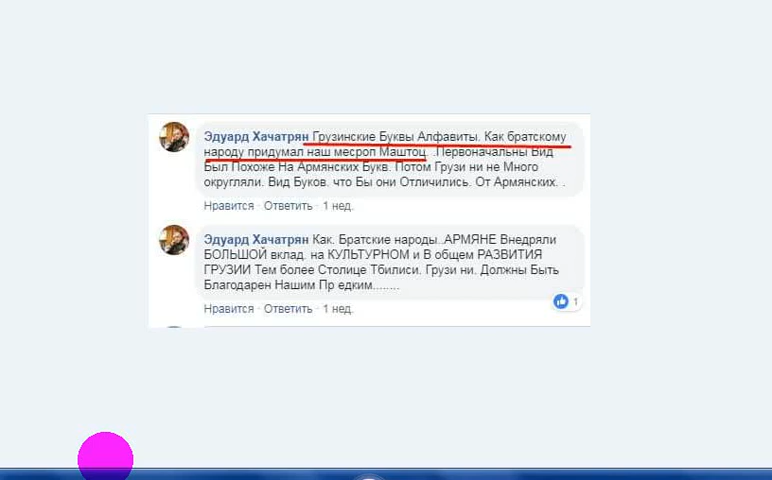 Эдуард Хачатрян Грузинские Буквы Алфавиты. Как братскому
народу придумал наш месроп Маштоц ..Первоначальны Вид
Был Похоже На Армянских Букв. Потом Грузи ни не Много
округляли. Вид Буков. что Бы они Отличились. От Армянских. .
Нравится · Ответить · 1 нед.
Эдуард Хачатрян Как. Братские народы..АРМЯНЕ Внедряли
БОЛЬШОЙ вклад. на КУЛЬТУРНОМ и В общем РАЗВИТИЯ
ГРУЗИИ Тем более Столице Тбилиси. Грузи ни. Должны Быть
Благодарен Нашим Пр едким........
1
Нравится · Ответить · 1 нед.